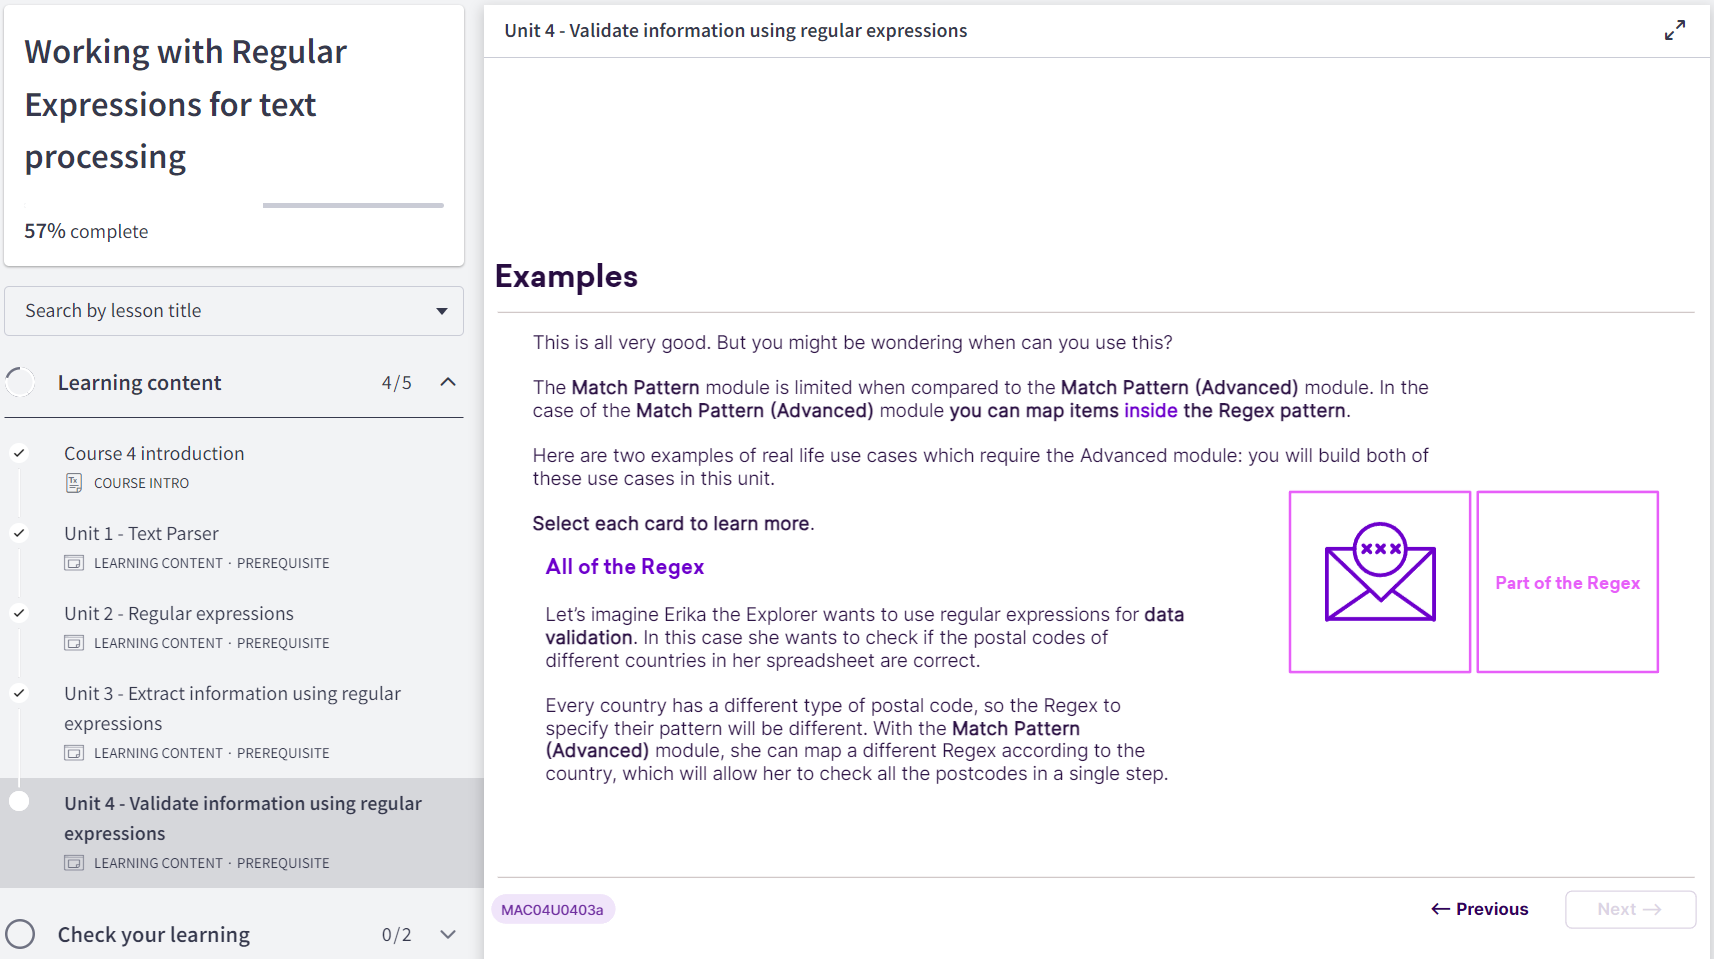 Working with Regular
Expressions for text
processing
57% complete
Search by lesson title
Learning content 4/5
Course 4 introduction
COURSE INTRO
Unit 1 - Text Parser
LEARNING CONTENT · PREREQUISITE
Unit 2 - Regular expressions
LEARNING CONTENT · PREREQUISITE
Unit 3 - Extract information using regular
expressions
LEARNING CONTENT · PREREQUISITE
Unit 4 - Validate information using regular
expressions
LEARNING CONTENT · PREREQUISITE
Check your learning 0/2
Unit 4 - Validate information using regular expressions
Examples
This is all very good. But you might be wondering when can you use this?
The Match Pattern module is limited when compared to the Match Pattern (Advanced) module. In the
case of the Match Pattern (Advanced) module you can map items inside the Regex pattern.
Here are two examples of real life use cases which require the Advanced module: you will build both of
these use cases in this unit.
Select each card to learn more.
All of the Regex
Let's imagine Erika the Explorer wants to use regular expressions for data
validation. In this case she wants to check if the postal codes of
different countries in her spreadsheet are correct.
Every country has a different type of postal code, so the Regex to
specify their pattern will be different. With the Match Pattern
(Advanced) module, she can map a different Regex according to the
country, which will allow her to check all the postcodes in a single step.
Part of the Regex
MAC04U0403a
← Previous
Next →